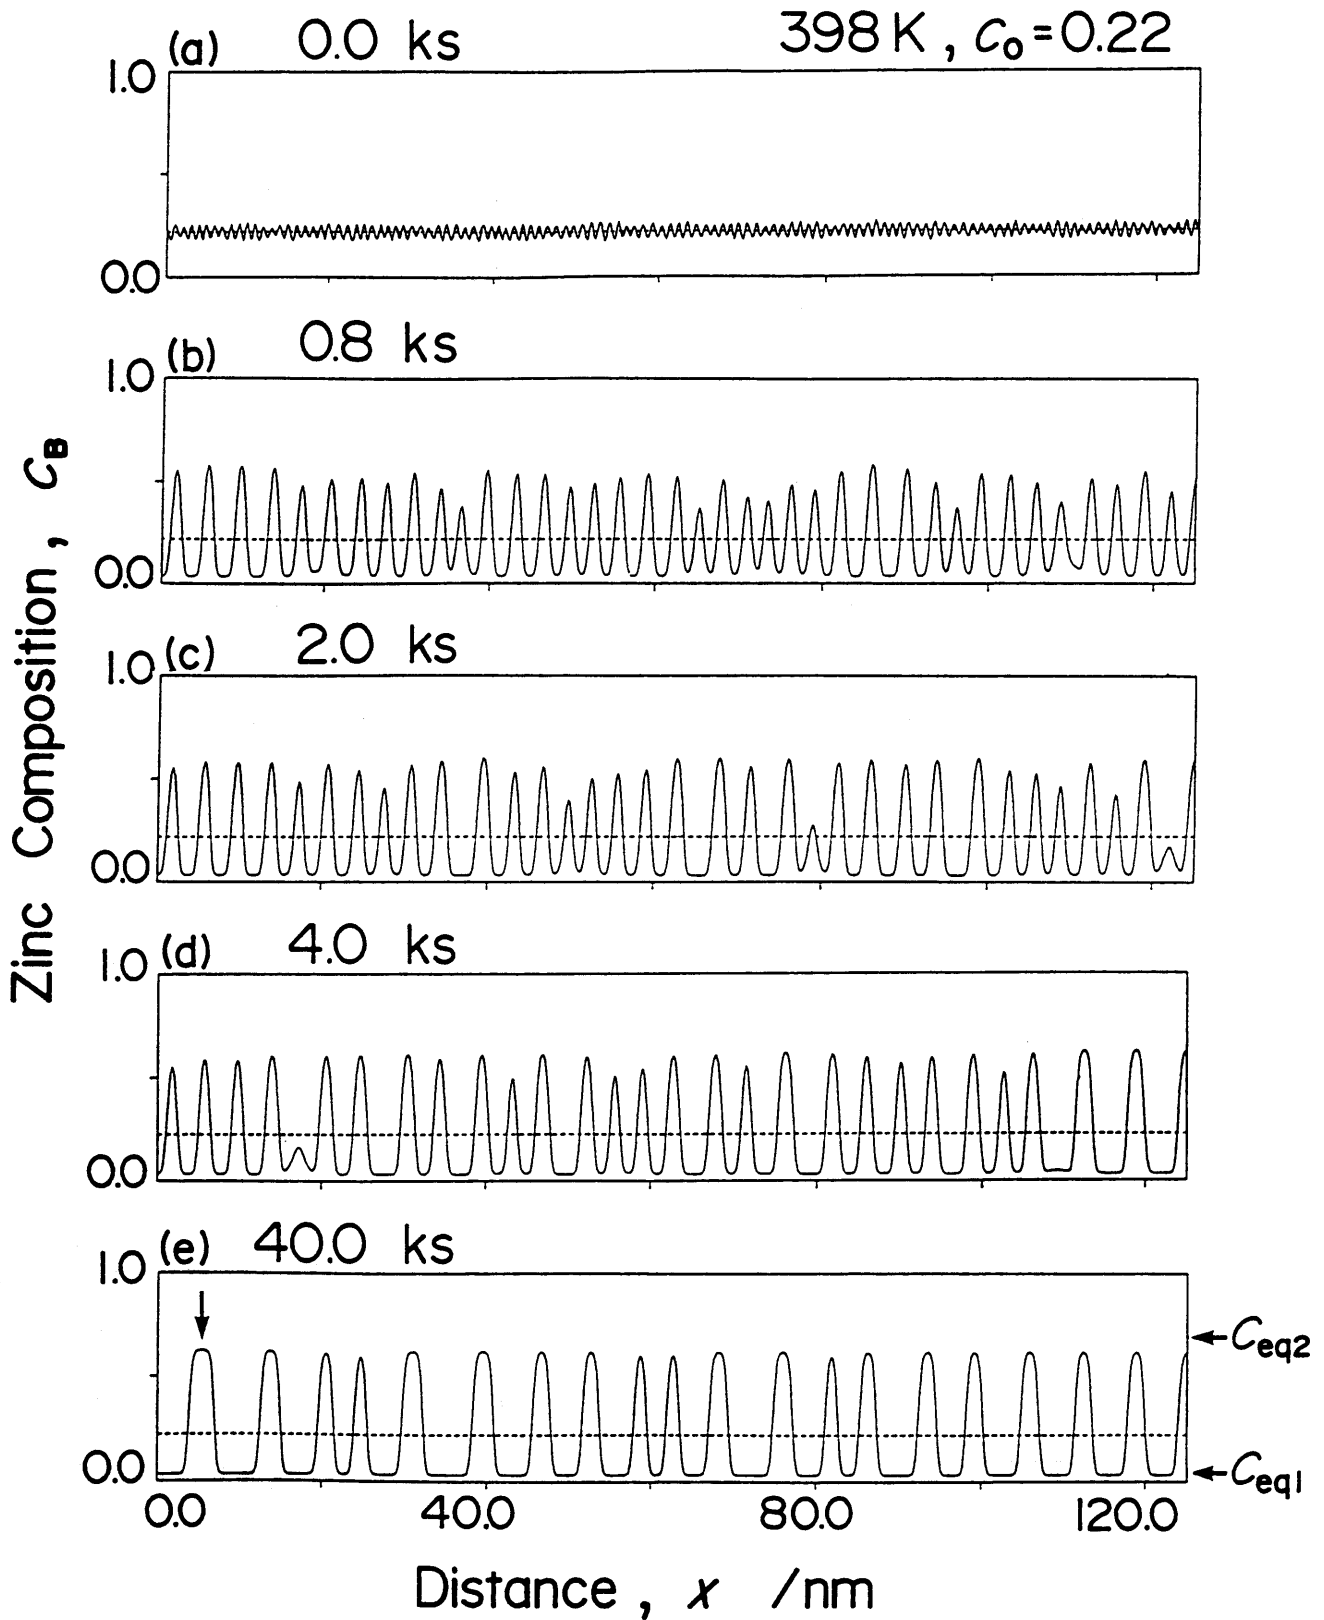 (a) 0.0 ks 398 K , C₀ = 0.22
1.0
0.0
(b) 0.8 ks
1.0
0.0
(c) 2.0 ks
1.0
0.0
(d) 4.0 ks
1.0
0.0
(e) 40.0 ks
1.0
0.0
Ceq2
Ceq1
0.0 40.0 80.0 120.0
Distance , x /nm
Zinc Composition , CB